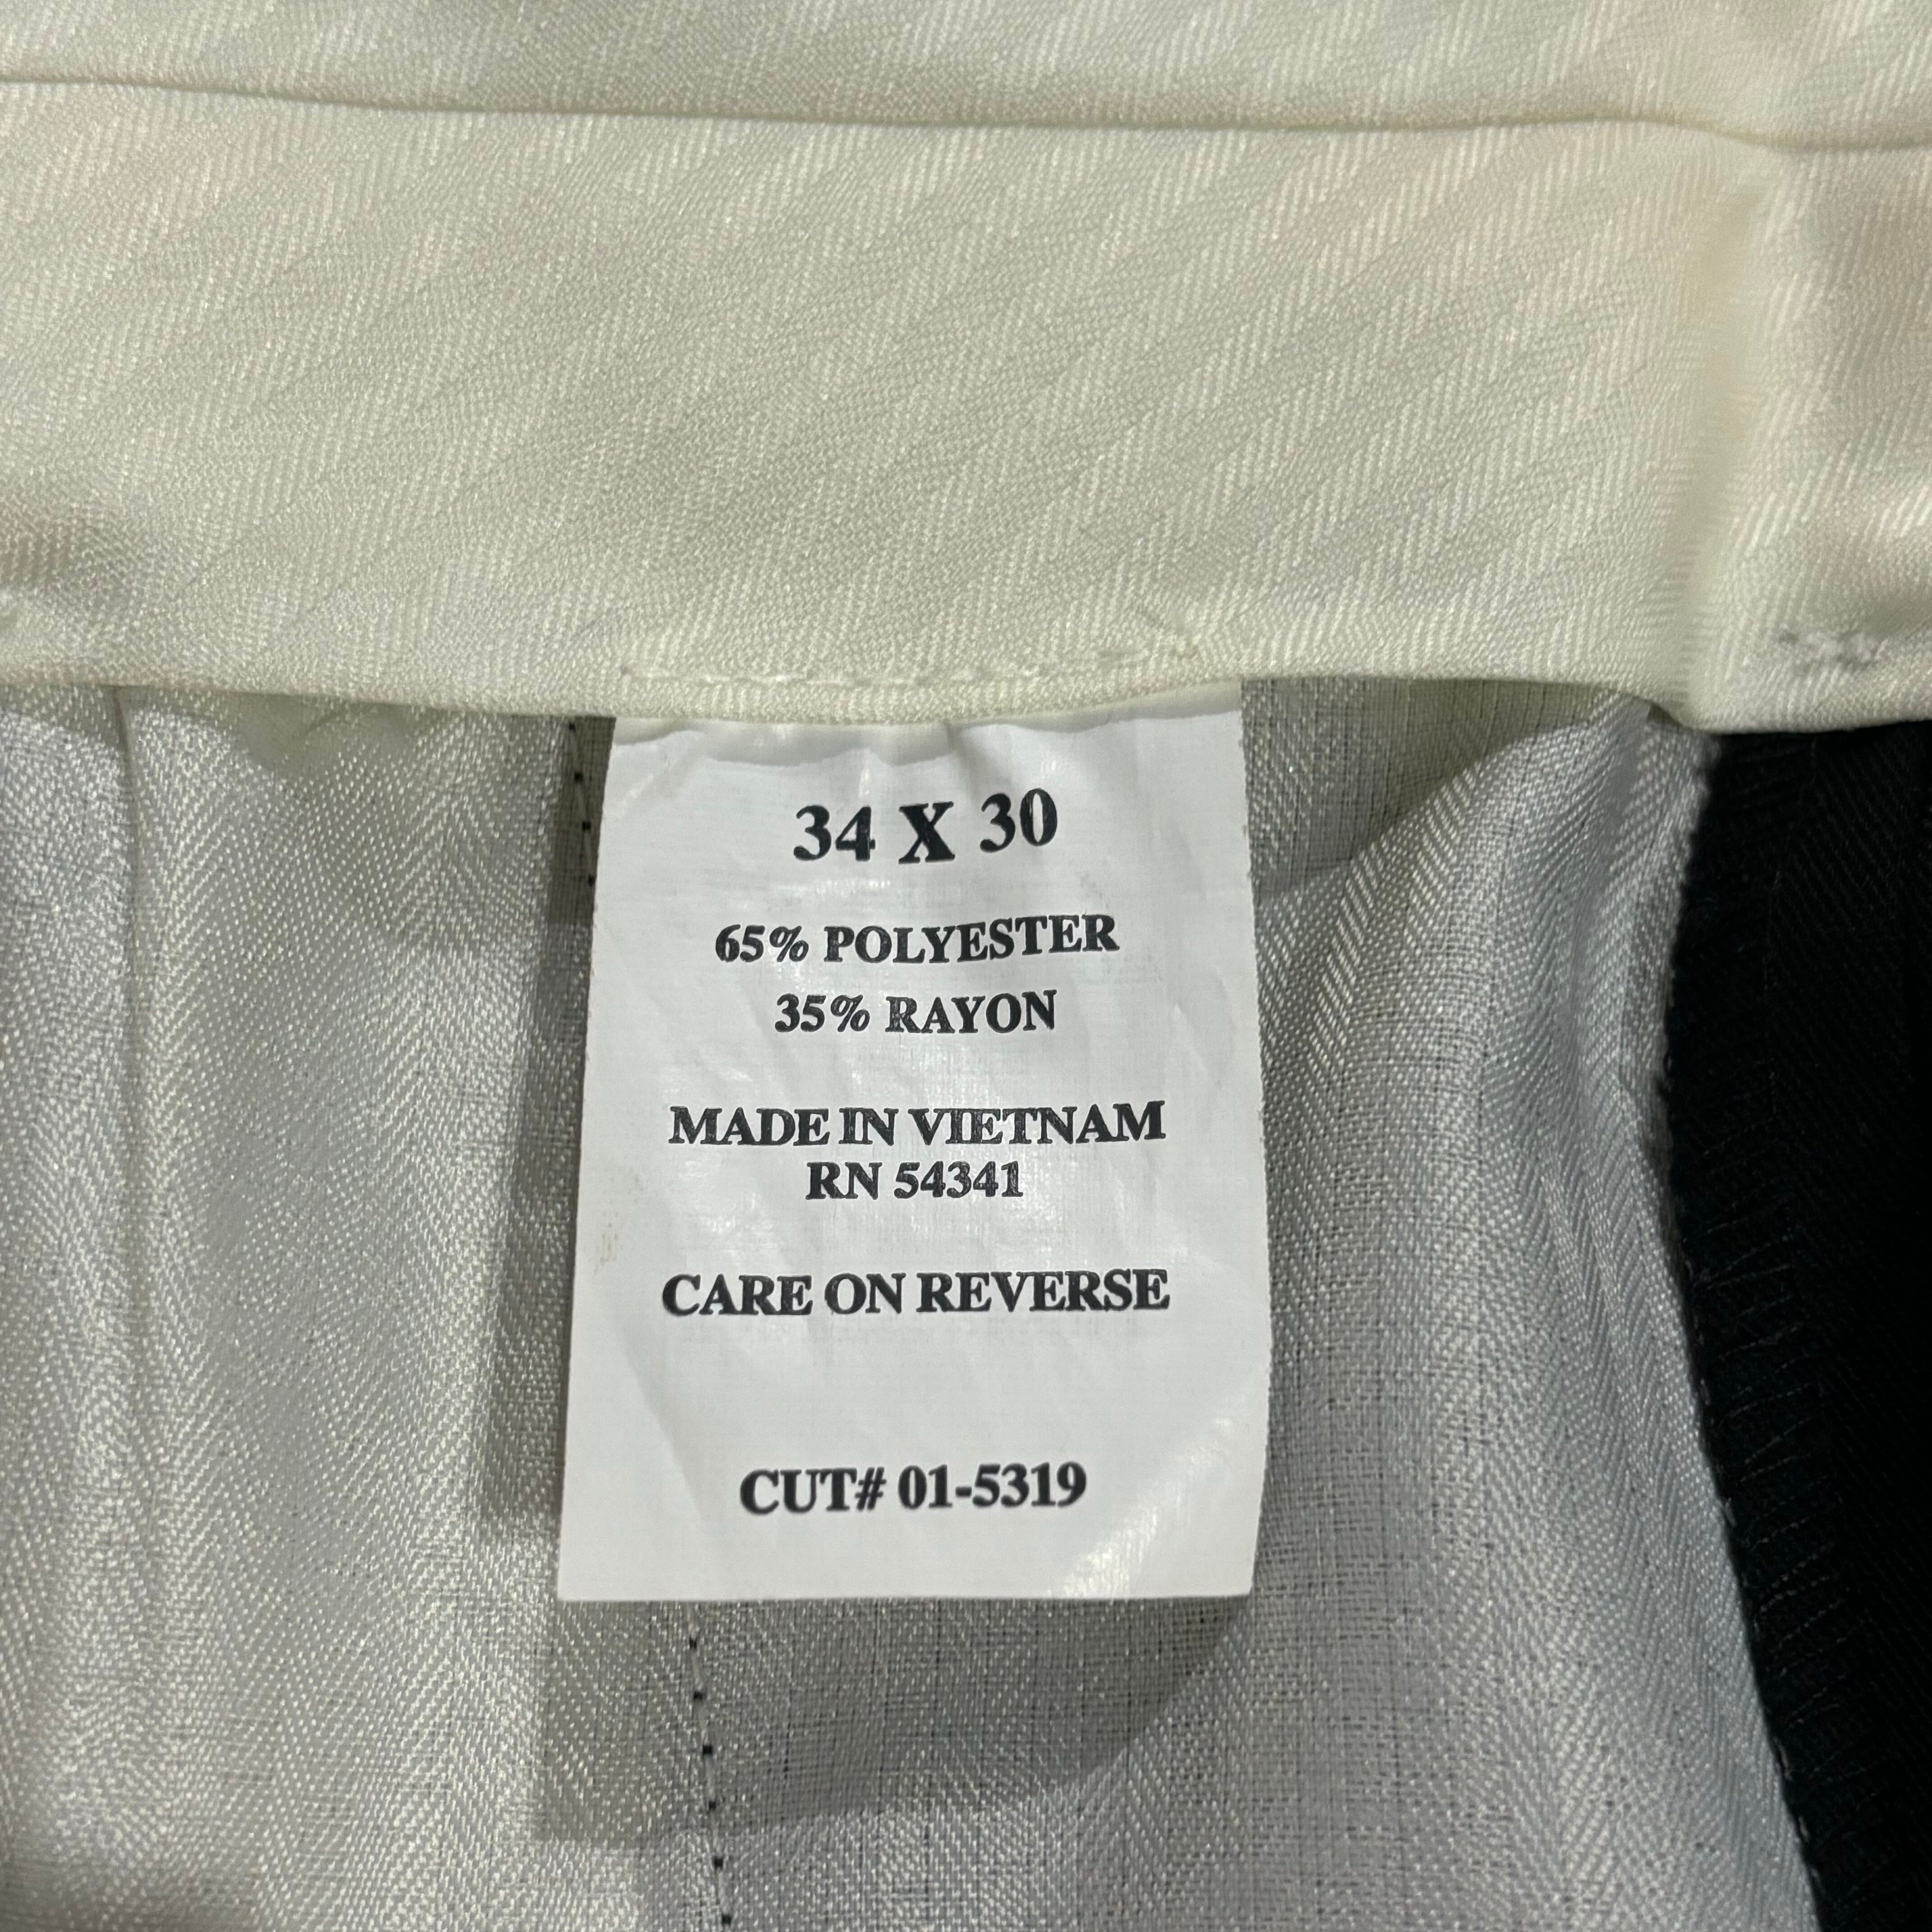 34 X 30
65% POLYESTER
35% RAYON
MADE IN VIETNAM
RN 54341
CARE ON REVERSE
CUT# 01-5319